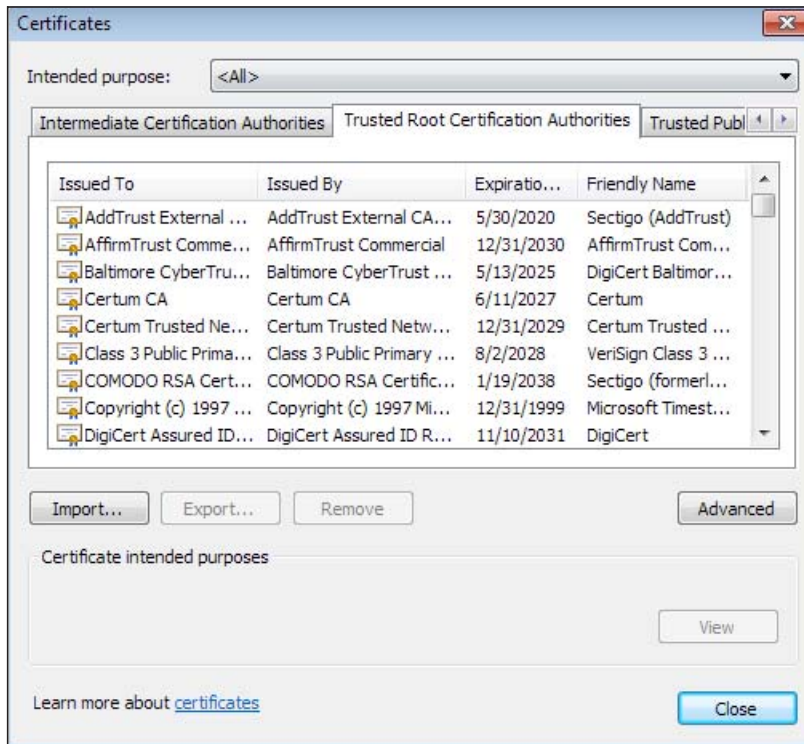 Certificates
Intended purpose: <All>
Intermediate Certification Authorities Trusted Root Certification Authorities Trusted Publ
Issued To Issued By Expiratio... Friendly Name
AddTrust External ... AddTrust External CA... 5/30/2020 Sectigo (AddTrust)
AffirmTrust Comme... AffirmTrust Commercial 12/31/2030 AffirmTrust Com...
Baltimore CyberTru... Baltimore CyberTrust ... 5/13/2025 DigiCert Baltimor...
Certum CA Certum CA 6/11/2027 Certum
Certum Trusted Ne... Certum Trusted Netw... 12/31/2029 Certum Trusted ...
Class 3 Public Prima... Class 3 Public Primary ... 8/2/2028 VeriSign Class 3 ...
COMODO RSA Cert... COMODO RSA Certific... 1/19/2038 Sectigo (formerl...
Copyright (c) 1997 ... Copyright (c) 1997 Mi... 12/31/1999 Microsoft Timest...
DigiCert Assured ID... DigiCert Assured ID R... 11/10/2031 DigiCert
Import... Export... Remove Advanced
Certificate intended purposes
View
Learn more about certificates
Close